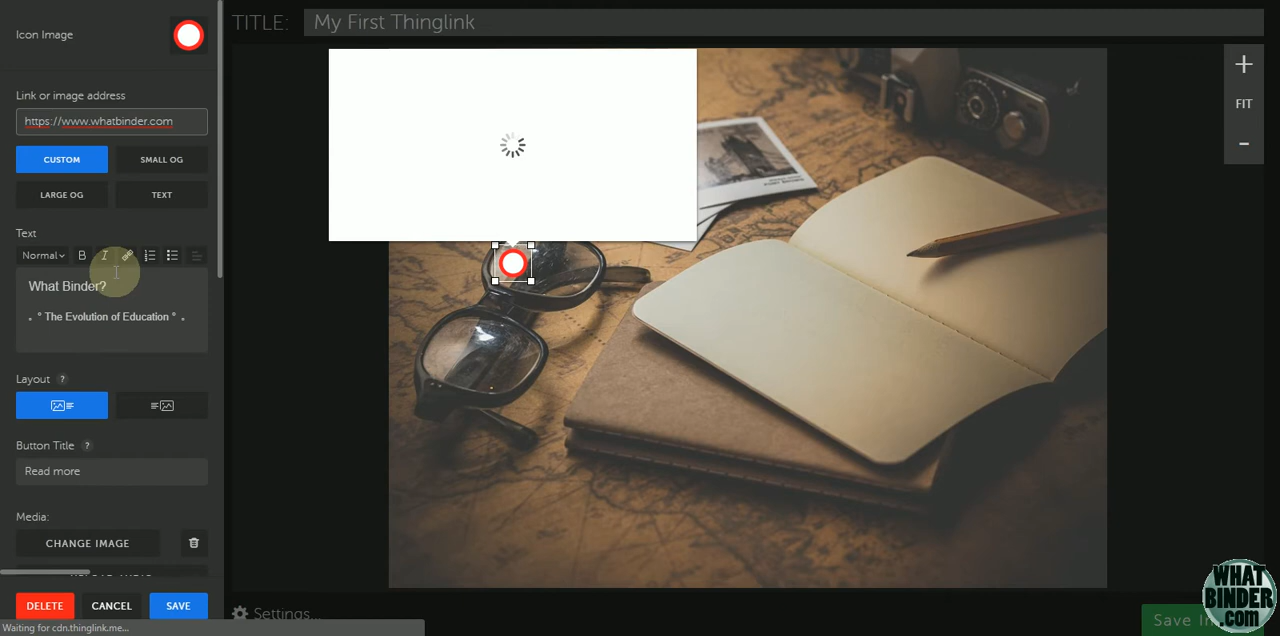 Icon Image
Link or image address
https://www.whatbinder.com
CUSTOM
SMALL OG
LARGE OG
TEXT
Text
Normal
B
I
What Binder?
. ° The Evolution of Education ° .
Layout ?
Button Title ?
Read more
Media:
CHANGE IMAGE
DELETE
CANCEL
SAVE
Waiting for cdn.thinglink.me...
TITLE: My First Thinglink
+
FIT
-
Settings...
Save
WHAT
BINDER
.COM